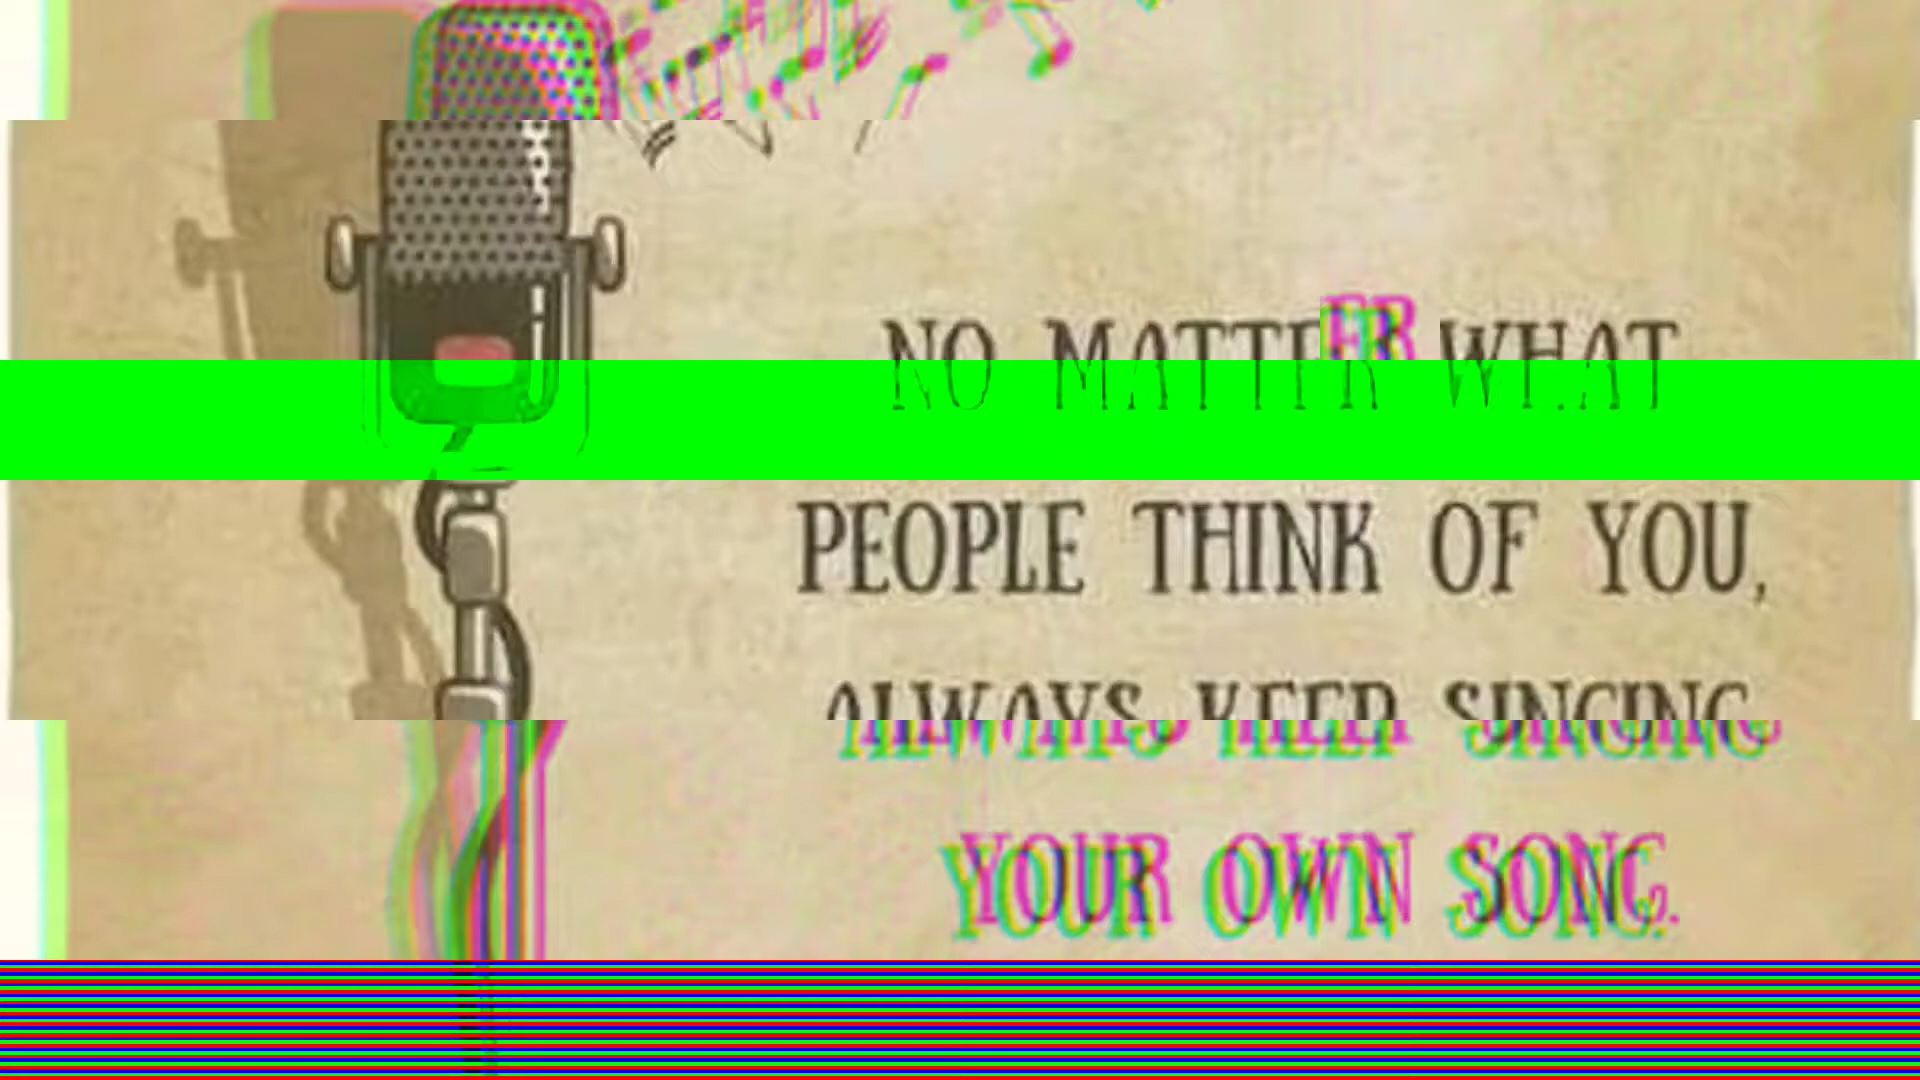 NO MATTER WHAT
PEOPLE THINK OF YOU,
ALWAYS KEEP SINGING
YOUR OWN SONG.